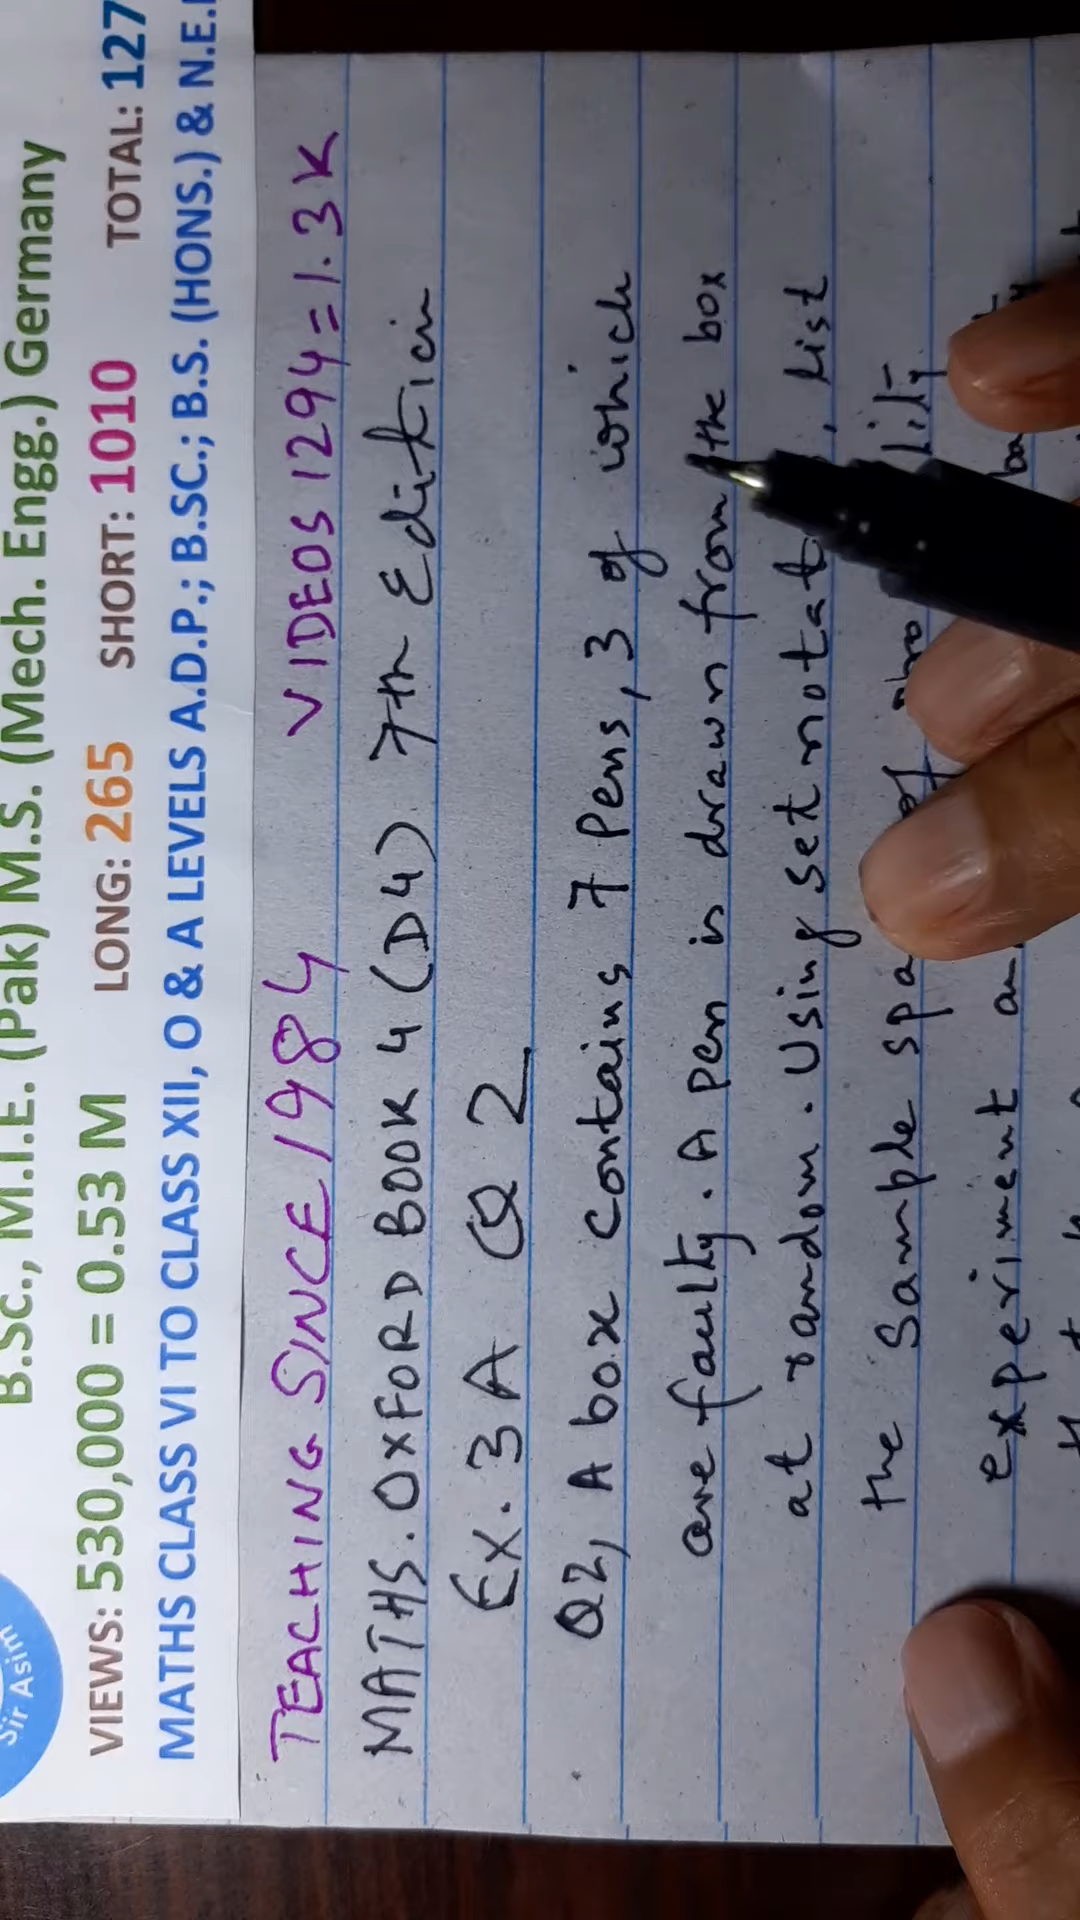 B.Sc., M.I.E. (Pak) M.S. (Mech. Engg.) Germany
VIEWS: 530,000 = 0.53 M LONG: 265 SHORT: 1010 TOTAL: 127
MATHS CLASS VI TO CLASS XII, O & A LEVELS A.D.P.; B.SC.; B.S. (HONS.) & N.E.
Sir Asim
TEACHING SINCE 1984 VIDEOS 1294 = 1.3K
MATHS. OXFORD BOOK 4 (D4) 7th Edition
Ex. 3A Q 2
Q2, A box contains 7 Pens, 3 of which
are faulty. A pen is drawn from the box
at random. Using set notat, list
the sample spa of
experiment